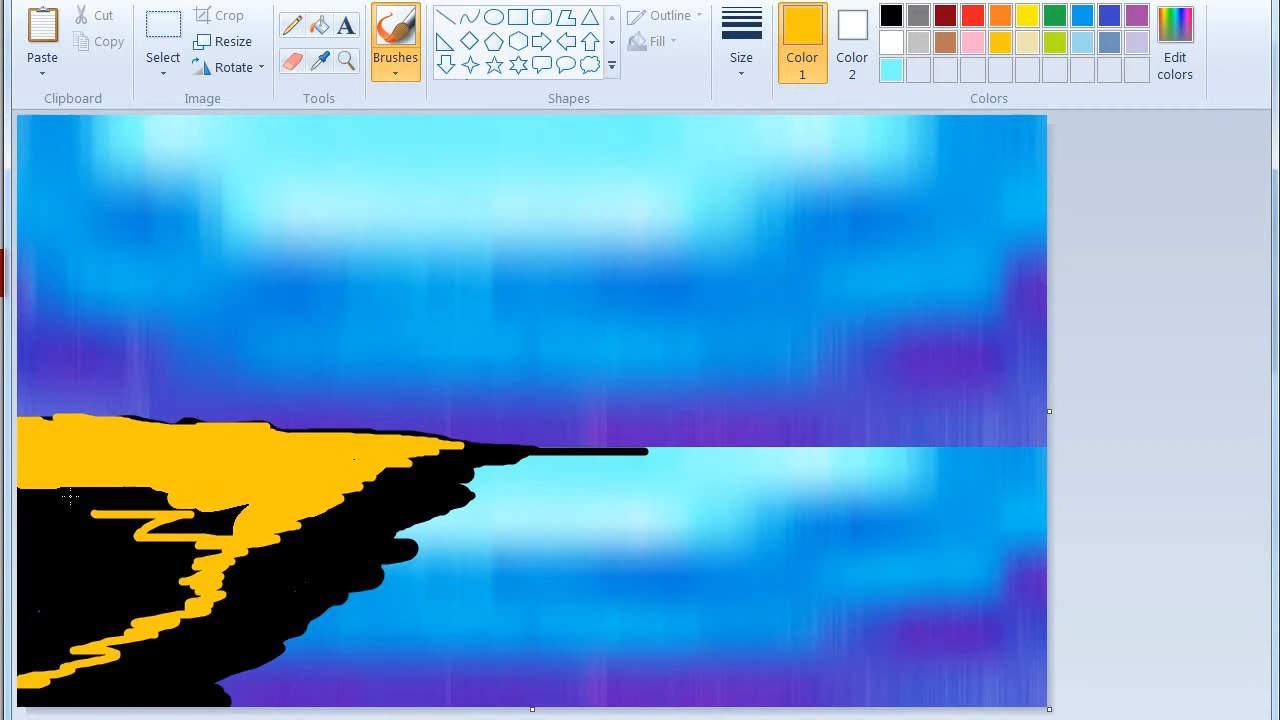 Cut Crop Outline
Copy Resize Fill
Paste Select Rotate Brushes Size Color 1 Color 2 Edit colors
Clipboard Image Tools Shapes Colors
A